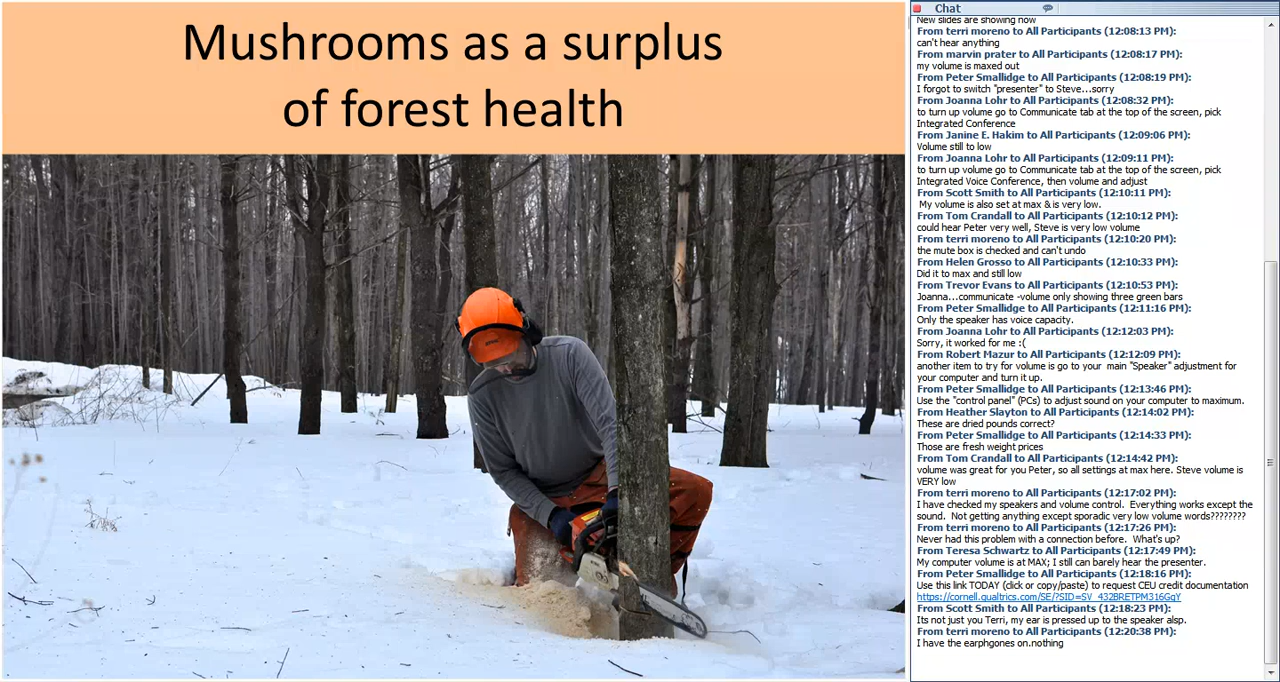 Mushrooms as a surplus
of forest health
Chat
New slides are showing now
From terri moreno to All Participants (12:08:13 PM):
can't hear anything
From marvin prater to All Participants (12:08:17 PM):
my volume is maxed out
From Peter Smallidge to All Participants (12:08:19 PM):
I forgot to switch "presenter" to Steve...sorry
From Joanna Lohr to All Participants (12:08:32 PM):
to turn up volume go to Communicate tab at the top of the screen, pick
Integrated Conference
From Janine E. Hakim to All Participants (12:09:06 PM):
Volume still to low
From Joanna Lohr to All Participants (12:09:11 PM):
to turn up volume go to Communicate tab at the top of the screen, pick
Integrated Voice Conference, then volume and adjust
From Scott Smith to All Participants (12:10:11 PM):
My volume is also set at max & is very low.
From Tom Crandall to All Participants (12:10:12 PM):
could hear Peter very well, Steve is very low volume
From terri moreno to All Participants (12:10:20 PM):
the mute box is checked and can't undo
From Helen Grosso to All Participants (12:10:33 PM):
Did it to max and still low
From Trevor Evans to All Participants (12:10:53 PM):
Joanna...communicate -volume only showing three green bars
From Peter Smallidge to All Participants (12:11:16 PM):
Only the speaker has voice capacity.
From Joanna Lohr to All Participants (12:12:03 PM):
Sorry, it worked for me :(
From Robert Mazur to All Participants (12:12:09 PM):
another item to try for volume is go to your main "Speaker" adjustment for
your computer and turn it up.
From Peter Smallidge to All Participants (12:13:46 PM):
Use the "control panel" (PCs) to adjust sound on your computer to maximum.
From Heather Slayton to All Participants (12:14:02 PM):
These are dried pounds correct?
From Peter Smallidge to All Participants (12:14:33 PM):
Those are fresh weight prices
From Tom Crandall to All Participants (12:14:42 PM):
volume was great for you Peter, so all settings at max here. Steve volume is
VERY low
From terri moreno to All Participants (12:17:02 PM):
I have checked my speakers and volume control. Everything works except the
sound. Not getting anything except sporadic very low volume words????????
From terri moreno to All Participants (12:17:26 PM):
Never had this problem with a connection before. What's up?
From Teresa Schwartz to All Participants (12:17:49 PM):
My computer volume is at MAX; I still can barely hear the presenter.
From Peter Smallidge to All Participants (12:18:16 PM):
Use this link TODAY (click or copy/paste) to request CEU credit documentation
https://cornell.qualtrics.com/SE/?SID=SV_432BRETPM316GqY
From Scott Smith to All Participants (12:18:23 PM):
Its not just you Terri, my ear is pressed up to the speaker alsp.
From terri moreno to All Participants (12:20:38 PM):
I have the earphgones on.nothing